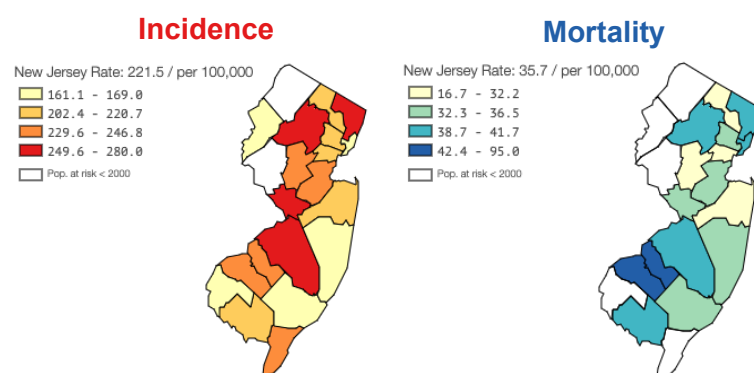 Incidence
New Jersey Rate: 221.5 / per 100,000
161.1 - 169.0
202.4 - 220.7
229.6 - 246.8
249.6 - 280.0
Pop. at risk < 2000
Mortality
New Jersey Rate: 35.7 / per 100,000
16.7 - 32.2
32.3 - 36.5
38.7 - 41.7
42.4 - 95.0
Pop. at risk < 2000